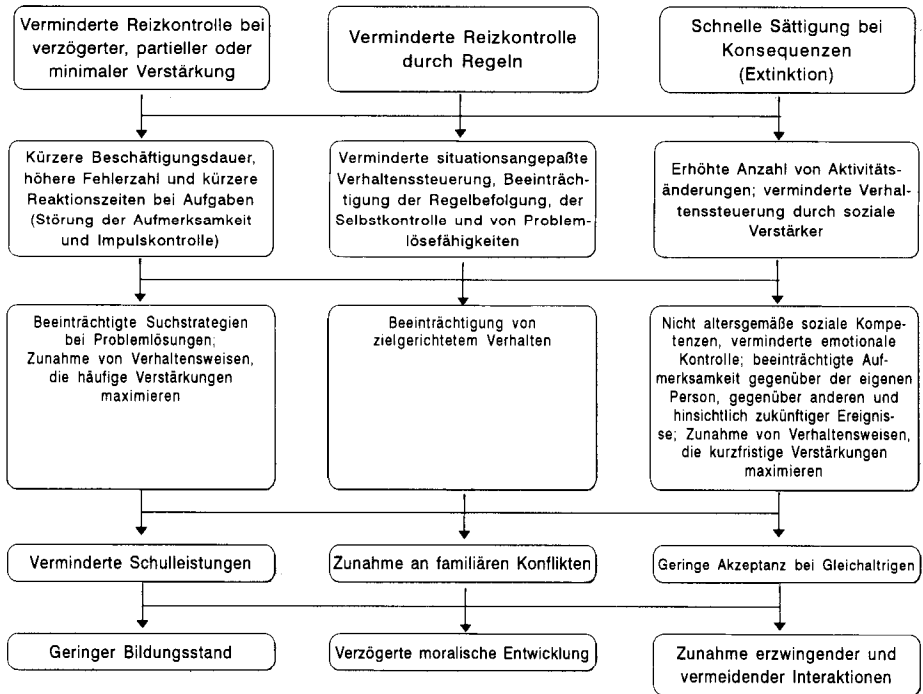 Verminderte Reizkontrolle bei
verzögerter, partieller oder
minimaler Verstärkung
Verminderte Reizkontrolle
durch Regeln
Schnelle Sättigung bei
Konsequenzen
(Extinktion)
Kürzere Beschäftigungsdauer,
höhere Fehlerzahl und kürzere
Reaktionszeiten bei Aufgaben
(Störung der Aufmerksamkeit
und Impulskontrolle)
Verminderte situationsangepaßte
Verhaltenssteuerung, Beeinträch-
tigung der Regelbefolgung, der
Selbstkontrolle und von Problem-
lösefähigkeiten
Erhöhte Anzahl von Aktivitäts-
änderungen; verminderte Verhal-
tenssteuerung durch soziale
Verstärker
Beeinträchtigte Suchstrategien
bei Problemlösungen;
Zunahme von Verhaltensweisen,
die häufige Verstärkungen
maximieren
Beeinträchtigung von
zielgerichtetem Verhalten
Nicht altersgemäße soziale Kompe-
tenzen, verminderte emotionale
Kontrolle; beeinträchtigte Auf-
merksamkeit gegenüber der eigenen
Person, gegenüber anderen und
hinsichtlich zukünftiger Ereignis-
se; Zunahme von Verhaltensweisen,
die kurzfristige Verstärkungen
maximieren
Verminderte Schulleistungen
Zunahme an familiären Konflikten
Geringe Akzeptanz bei Gleichaltrigen
Geringer Bildungsstand
Verzögerte moralische Entwicklung
Zunahme erzwingender und
vermeidender Interaktionen